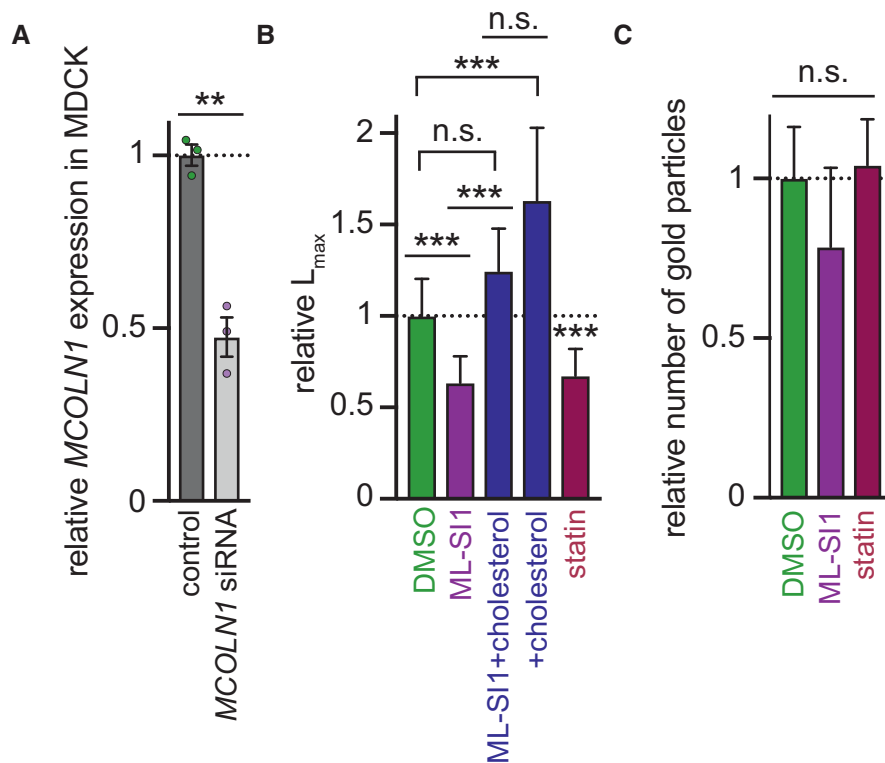 A
relative MCOLN1 expression in MDCK
**
1
0.5
0
control
MCOLN1 siRNA
B
relative Lmax
n.s.
***
n.s.
***
***
***
2
1.5
1
0.5
0
DMSO
ML-SI1
ML-SI1+cholesterol
+cholesterol
statin
C
relative number of gold particles
n.s.
1
0.5
0
DMSO
ML-SI1
statin